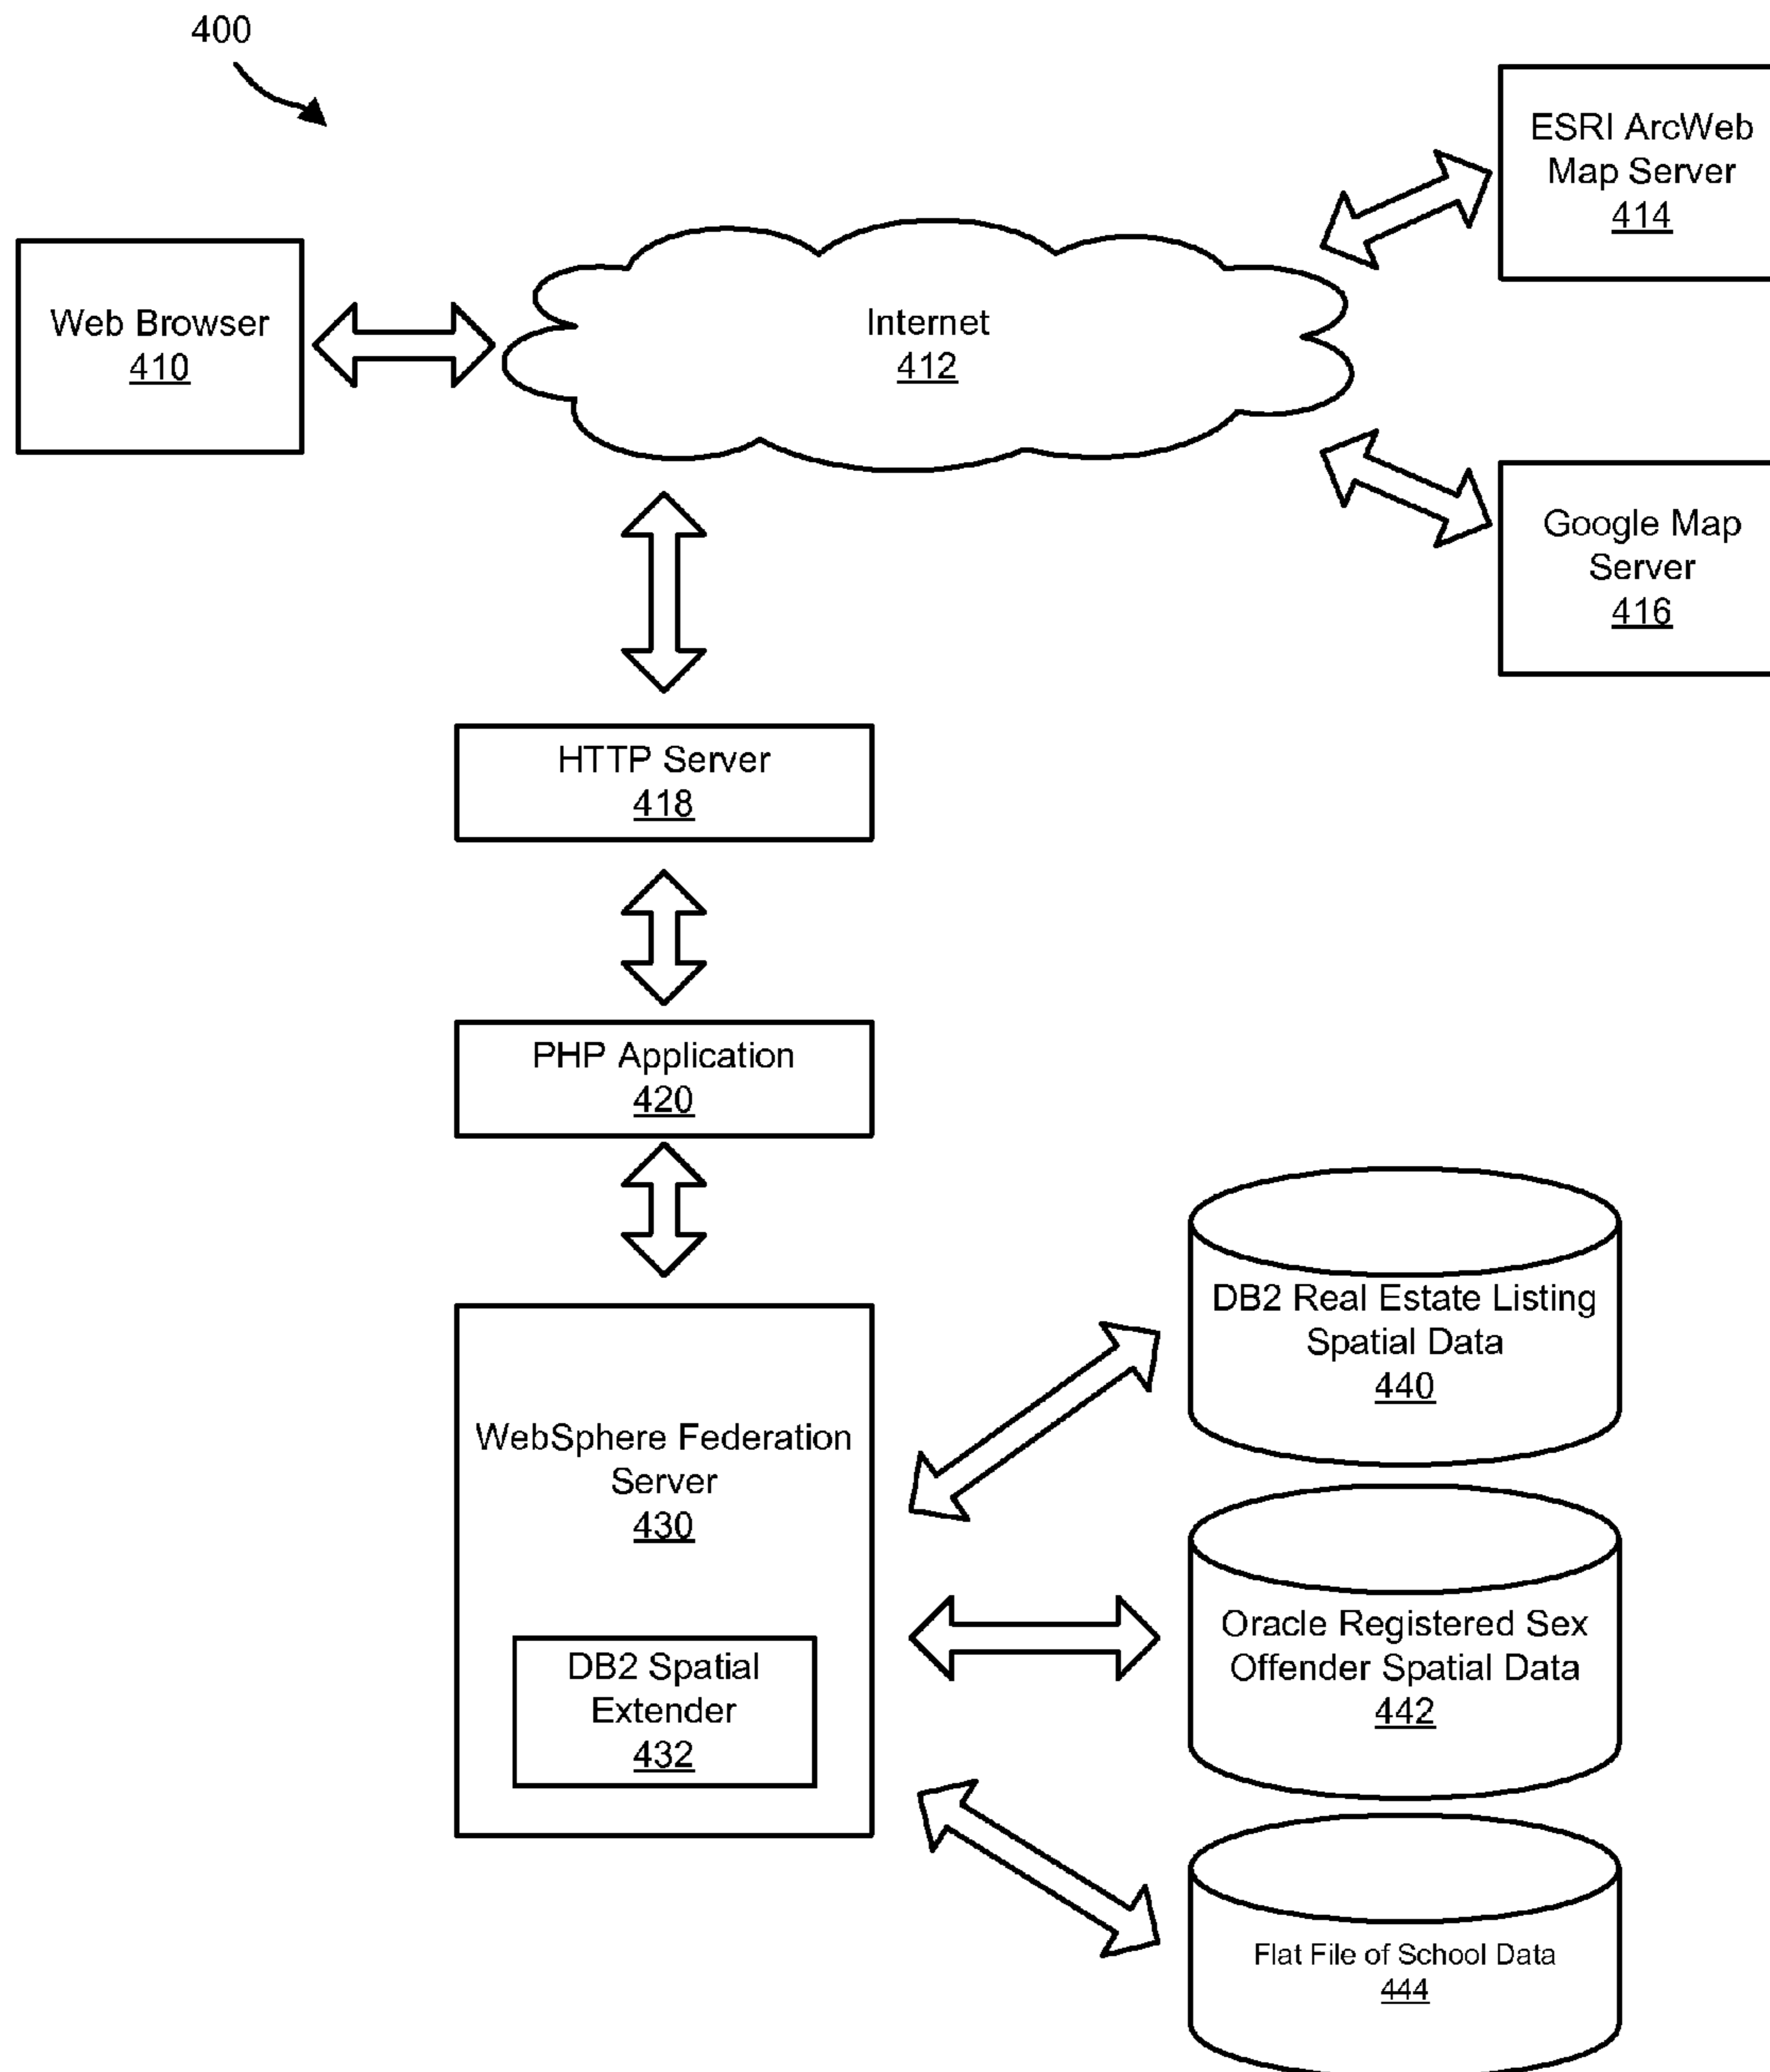 400
ESRI ArcWeb
Map Server
414
Web Browser
410
Internet
412
Google Map
Server
416
HTTP Server
418
PHP Application
420
DB2 Real Estate Listing
Spatial Data
440
WebSphere Federation
Server
430
Oracle Registered Sex
Offender Spatial Data
442
DB2 Spatial
Extender
432
Flat File of School Data
444